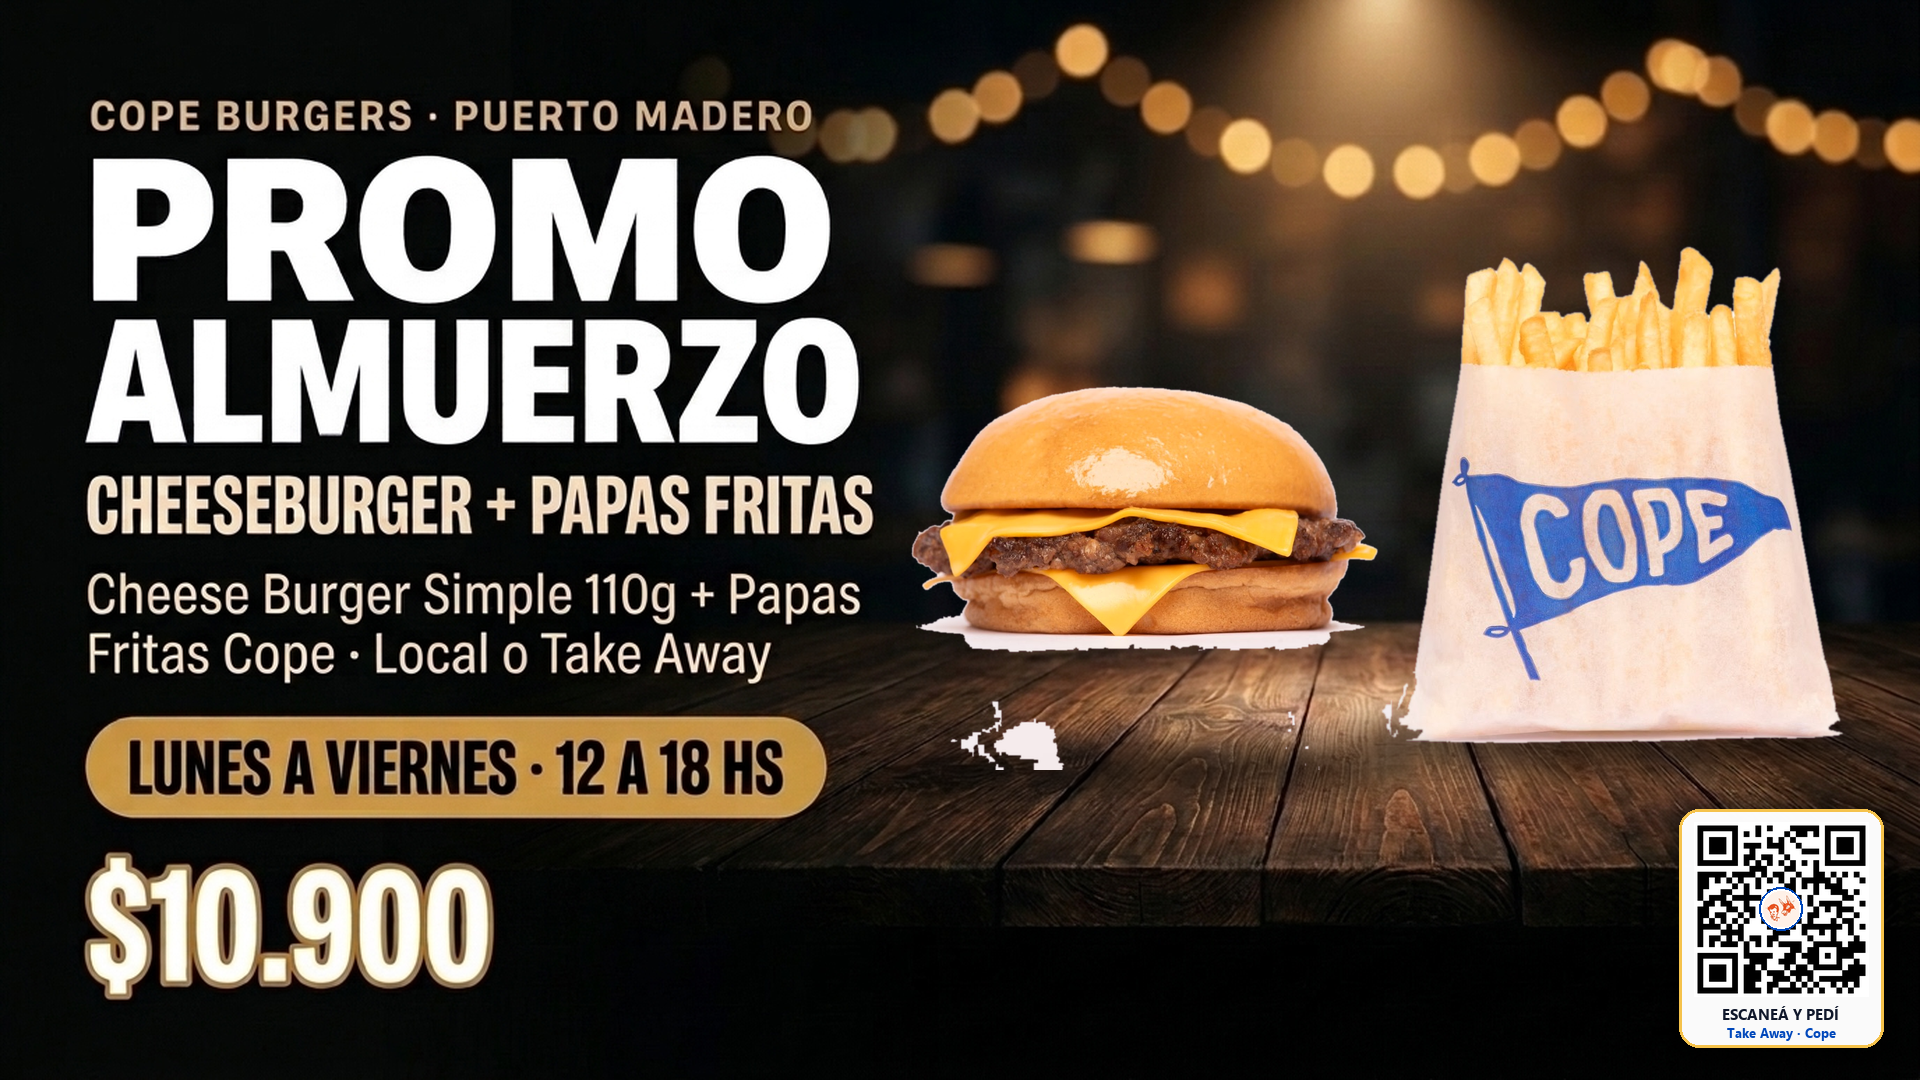 COPE BURGERS · PUERTO MADERO
PROMO
ALMUERZO
CHEESEBURGER + PAPAS FRITAS
Cheese Burger Simple 110g + Papas
Fritas Cope · Local o Take Away
LUNES A VIERNES · 12 A 18 HS
$10.900
COPE
ESCANEÁ Y PEDÍ
Take Away · Cope